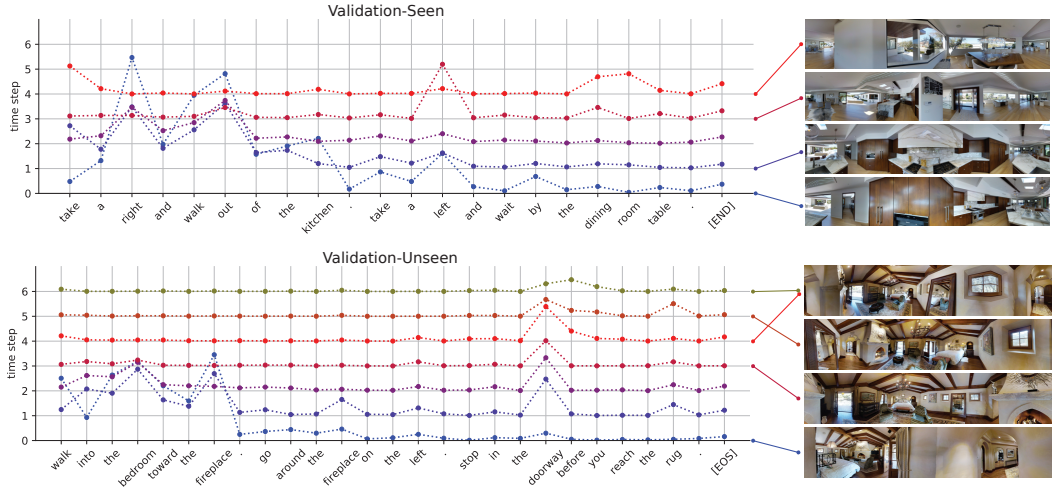 Validation-Seen
time step
6
5
4
3
2
1
0
take a right and walk out of the kitchen . take a left and wait by the dining room table . [END]
Validation-Unseen
time step
6
5
4
3
2
1
0
walk into the bedroom toward the fireplace . go around the fireplace on the left . stop in the doorway before you reach the rug . [EOS]